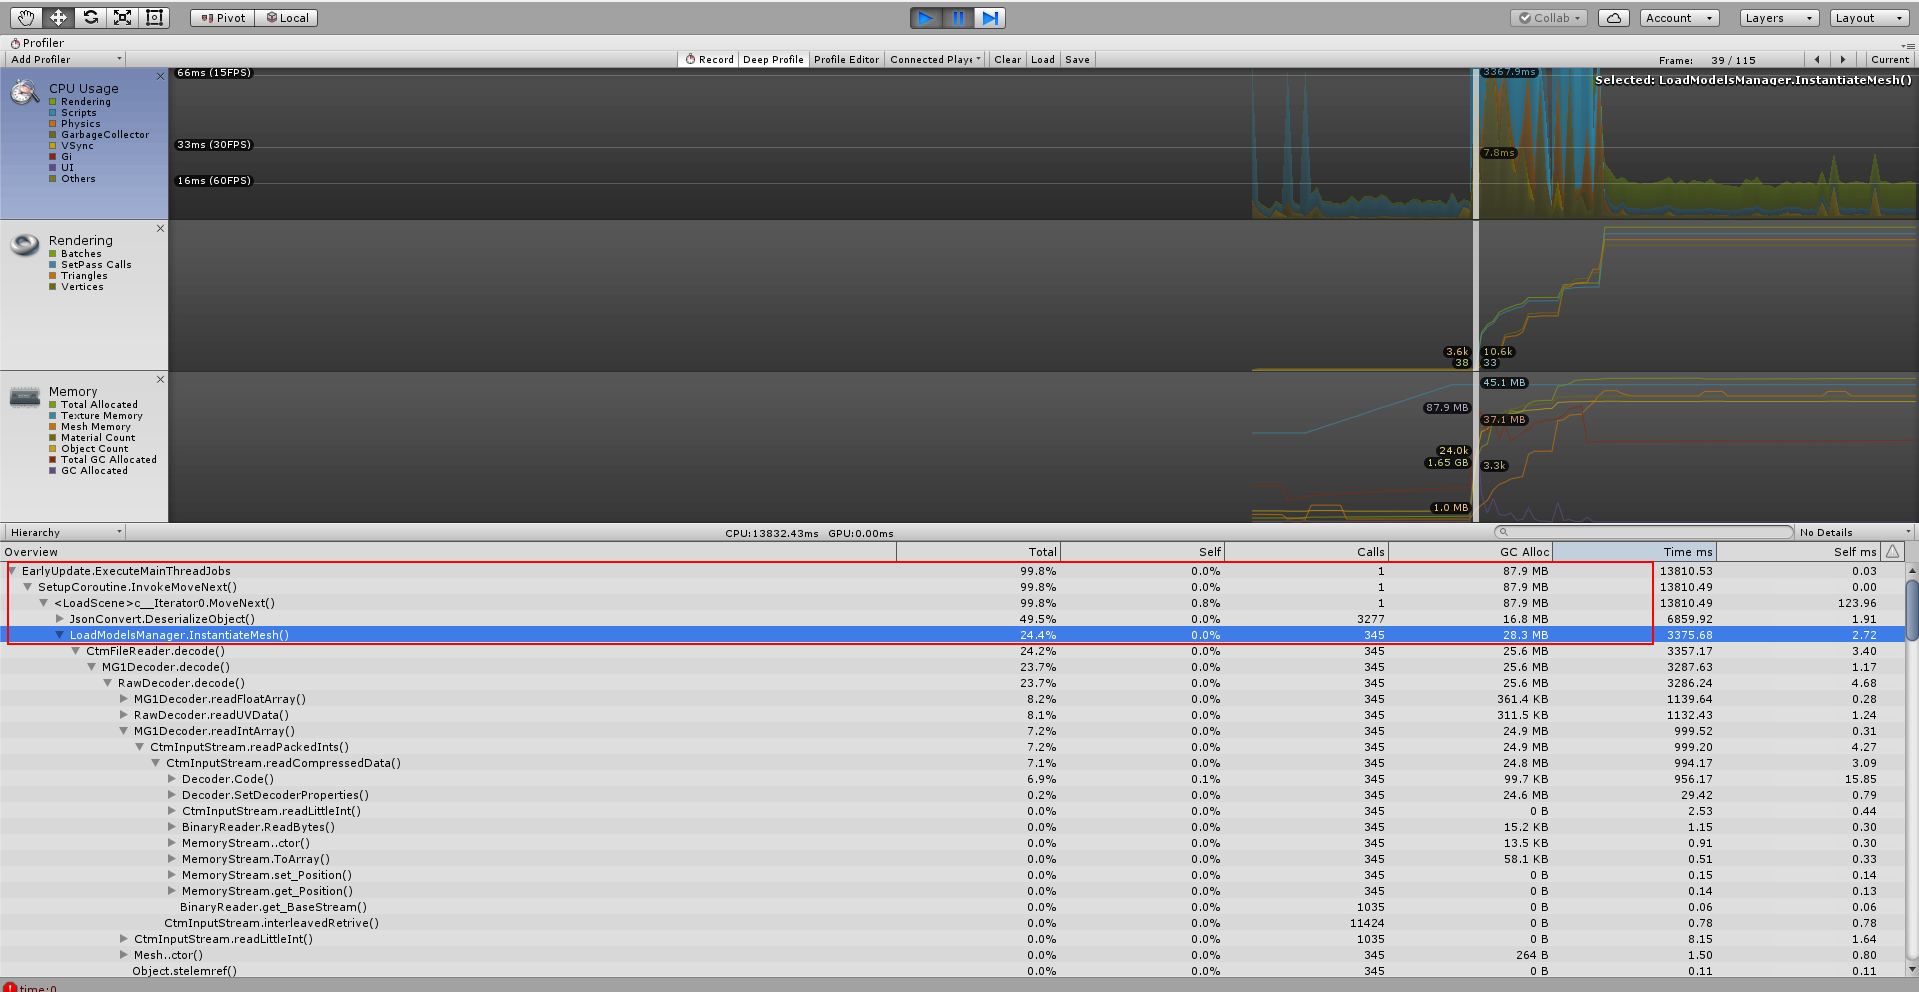 Pivot Local Collab Account Layers Layout
Profiler
Add Profiler Record Deep Profile Profile Editor Connected Playe Clear Load Save Frame: 39 / 115 Current
CPU Usage
Rendering
Scripts
Physics
GarbageCollector
VSync
Gi
UI
Others
66ms (15FPS)
33ms (30FPS)
16ms (60FPS)
3367.9ms
7.8ms
Selected: LoadModelsManager.InstantiateMesh()
Rendering
Batches
SetPass Calls
Triangles
Vertices
3.6k 10.6k
38 33
Memory
Total Allocated
Texture Memory
Mesh Memory
Material Count
Object Count
Total GC Allocated
GC Allocated
45.1 MB
87.9 MB
37.1 MB
24.0k
1.65 GB
3.3k
1.0 MB
Hierarchy CPU:13832.43ms GPU:0.00ms No Details
Overview Total Self Calls GC Alloc Time ms Self ms
EarlyUpdate.ExecuteMainThreadJobs 99.8% 0.0% 1 87.9 MB 13810.53 0.03
SetupCoroutine.InvokeMoveNext() 99.8% 0.0% 1 87.9 MB 13810.49 0.00
<LoadScene>c__Iterator0.MoveNext() 99.8% 0.8% 1 87.9 MB 13810.49 123.96
JsonConvert.DeserializeObject() 49.5% 0.0% 3277 16.8 MB 6859.92 1.91
LoadModelsManager.InstantiateMesh() 24.4% 0.0% 345 28.3 MB 3375.68 2.72
CtmFileReader.decode() 24.2% 0.0% 345 25.6 MB 3357.17 3.40
MG1Decoder.decode() 23.7% 0.0% 345 25.6 MB 3287.63 1.17
RawDecoder.decode() 23.7% 0.0% 345 25.6 MB 3286.24 4.68
MG1Decoder.readFloatArray() 8.2% 0.0% 345 361.4 KB 1139.64 0.28
RawDecoder.readUVData() 8.1% 0.0% 345 311.5 KB 1132.43 1.24
MG1Decoder.readIntArray() 7.2% 0.0% 345 24.9 MB 999.52 0.31
CtmInputStream.readPackedInts() 7.2% 0.0% 345 24.9 MB 999.20 4.27
CtmInputStream.readCompressedData() 7.1% 0.0% 345 24.8 MB 994.17 3.09
Decoder.Code() 6.9% 0.1% 345 99.7 KB 956.17 15.85
Decoder.SetDecoderProperties() 0.2% 0.0% 345 24.6 MB 29.42 0.79
CtmInputStream.readLittleInt() 0.0% 0.0% 345 0 B 2.53 0.44
BinaryReader.ReadBytes() 0.0% 0.0% 345 15.2 KB 1.15 0.30
MemoryStream..ctor() 0.0% 0.0% 345 13.5 KB 0.91 0.30
MemoryStream.ToArray() 0.0% 0.0% 345 58.1 KB 0.51 0.33
MemoryStream.set_Position() 0.0% 0.0% 345 0 B 0.15 0.14
MemoryStream.get_Position() 0.0% 0.0% 345 0 B 0.14 0.13
BinaryReader.get_BaseStream() 0.0% 0.0% 1035 0 B 0.06 0.06
CtmInputStream.interleavedRetrive() 0.0% 0.0% 11424 0 B 0.78 0.78
CtmInputStream.readLittleInt() 0.0% 0.0% 1035 0 B 8.15 1.64
Mesh..ctor() 0.0% 0.0% 345 264 B 1.50 0.80
Object.stelemref() 0.0% 0.0% 345 0 B 0.11 0.11
time:0